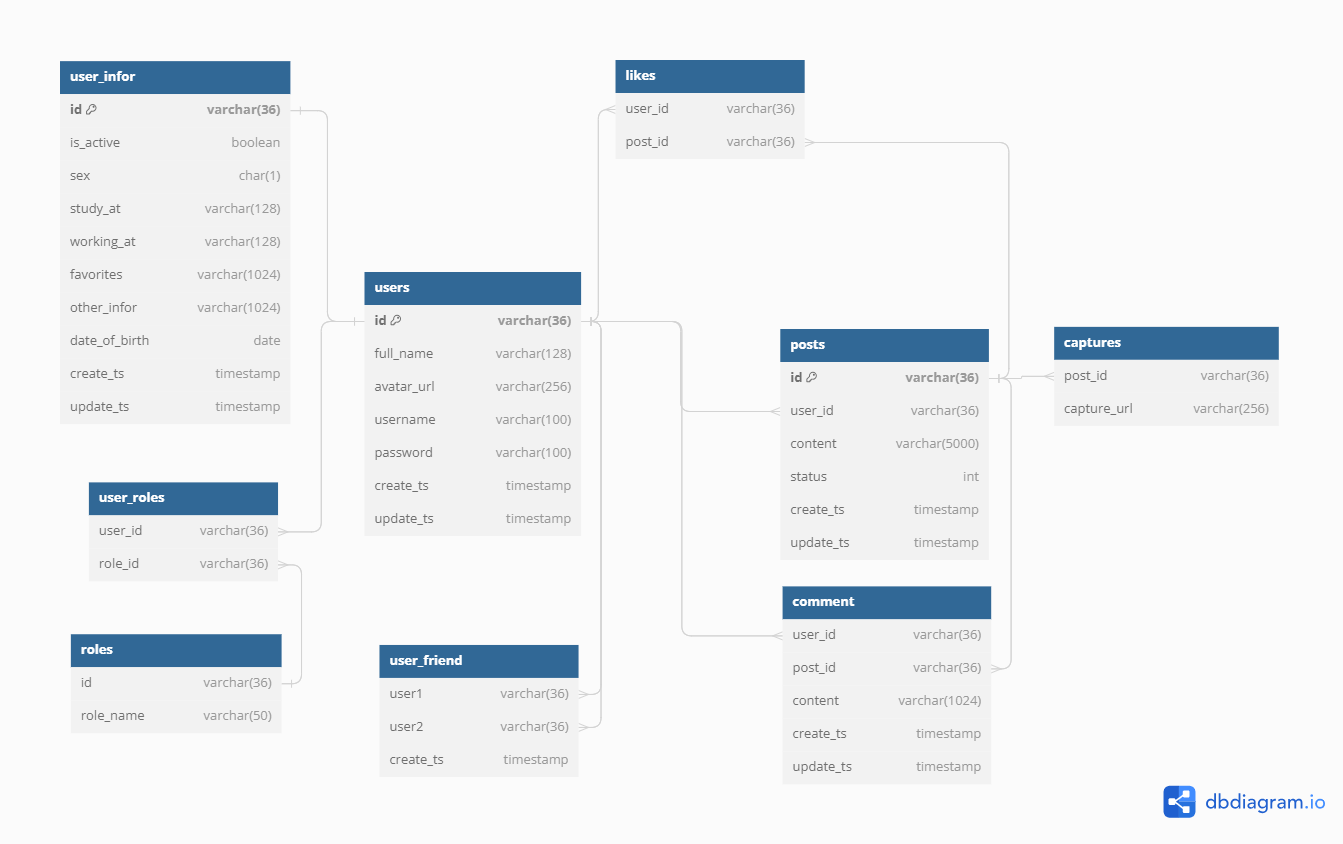 user_infor
id varchar(36)
is_active boolean
sex char(1)
study_at varchar(128)
working_at varchar(128)
favorites varchar(1024)
other_infor varchar(1024)
date_of_birth date
create_ts timestamp
update_ts timestamp
likes
user_id varchar(36)
post_id varchar(36)
users
id varchar(36)
full_name varchar(128)
avatar_url varchar(256)
username varchar(100)
password varchar(100)
create_ts timestamp
update_ts timestamp
posts
id varchar(36)
user_id varchar(36)
content varchar(5000)
status int
create_ts timestamp
update_ts timestamp
captures
post_id varchar(36)
capture_url varchar(256)
user_roles
user_id varchar(36)
role_id varchar(36)
roles
id varchar(36)
role_name varchar(50)
user_friend
user1 varchar(36)
user2 varchar(36)
create_ts timestamp
comment
user_id varchar(36)
post_id varchar(36)
content varchar(1024)
create_ts timestamp
update_ts timestamp
dbdiagram.io